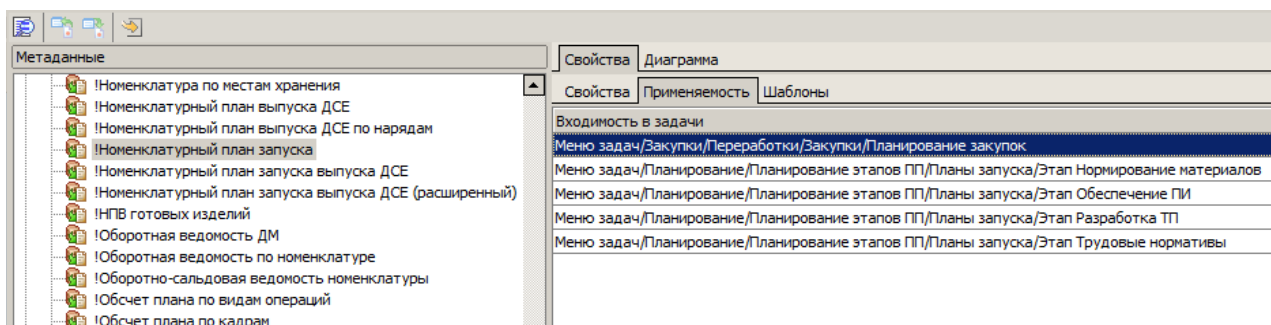 Метаданные
!Номенклатура по местам хранения
!Номенклатурный план выпуска ДСЕ
!Номенклатурный план выпуска ДСЕ по нарядам
!Номенклатурный план запуска
!Номенклатурный план запуска выпуска ДСЕ
!Номенклатурный план запуска выпуска ДСЕ (расширенный)
!НПВ готовых изделий
!Оборотная ведомость ДМ
!Оборотная ведомость по номенклатуре
!Оборотно-сальдовая ведомость номенклатуры
!Обсчет плана по видам операций
!Обсчет плана по кадрам
Свойства Диаграмма
Свойства Применяемость Шаблоны
Входимость в задачи
Меню задач/Закупки/Переработки/Закупки/Планирование закупок
Меню задач/Планирование/Планирование этапов ПП/Планы запуска/Этап Нормирование материалов
Меню задач/Планирование/Планирование этапов ПП/Планы запуска/Этап Обеспечение ПИ
Меню задач/Планирование/Планирование этапов ПП/Планы запуска/Этап Разработка ТП
Меню задач/Планирование/Планирование этапов ПП/Планы запуска/Этап Трудовые нормативы